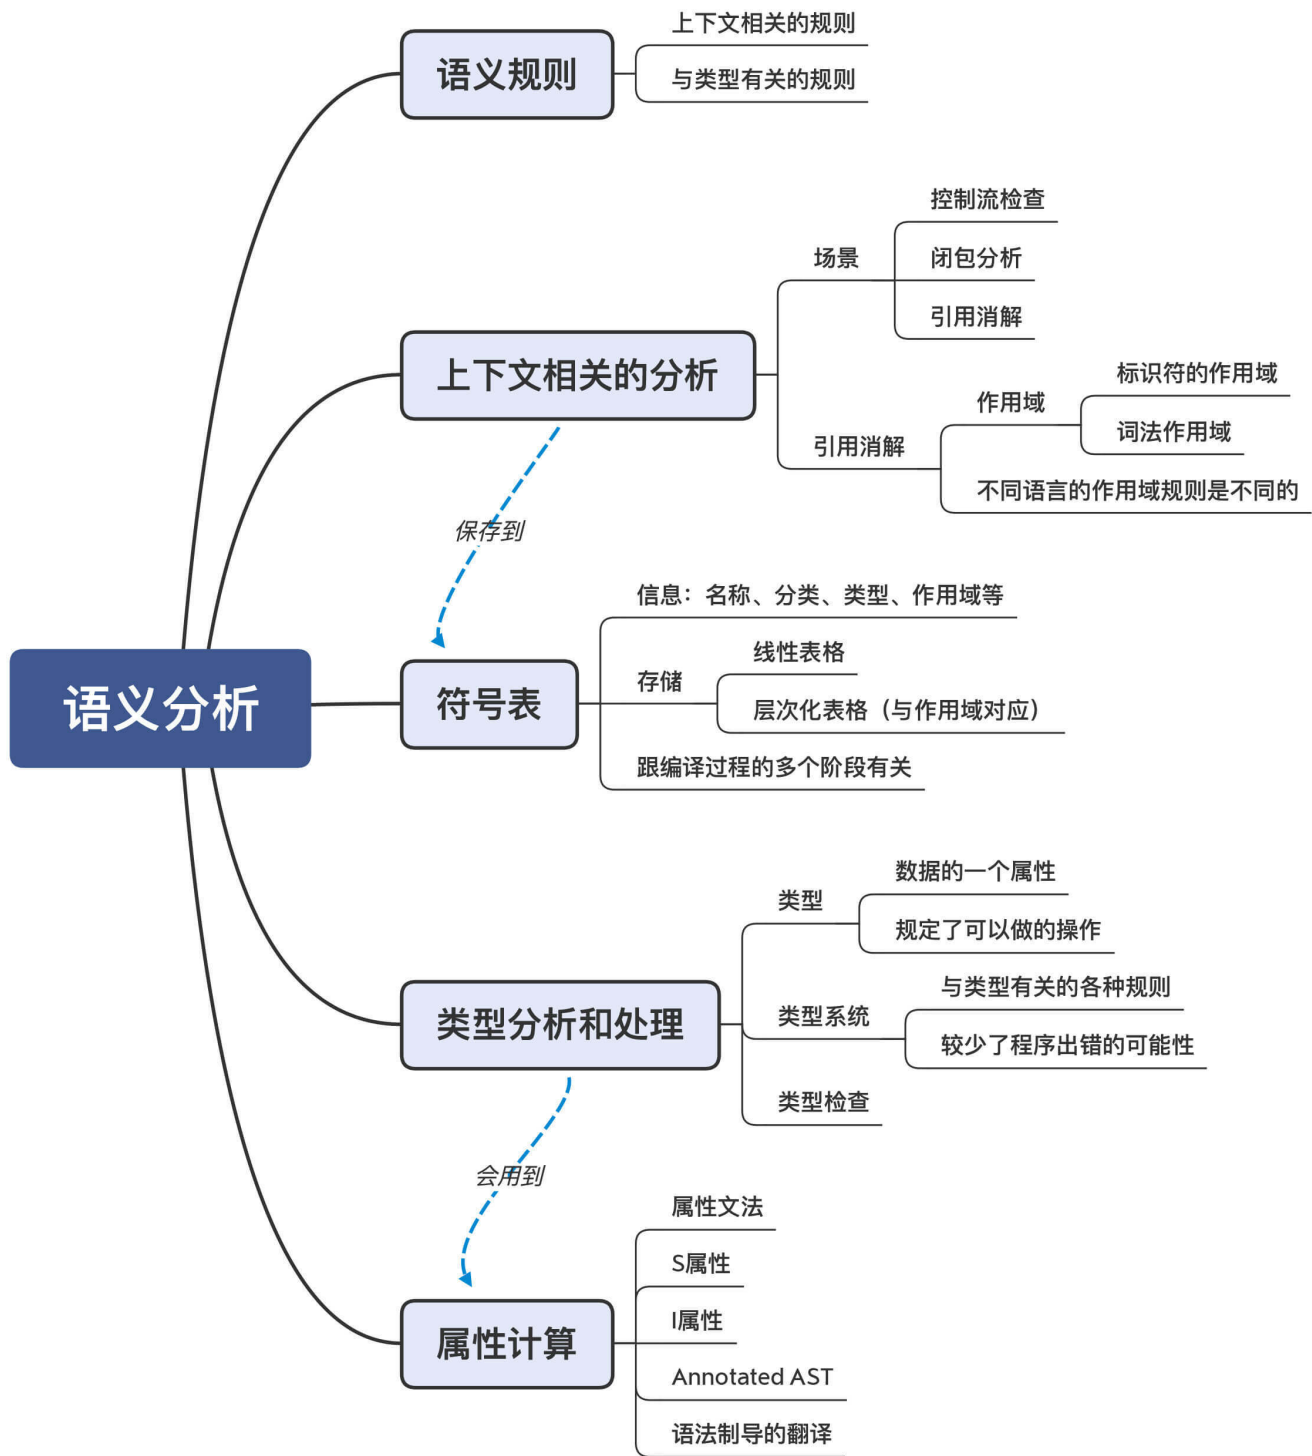 语义分析
语义规则
上下文相关的规则
与类型有关的规则
上下文相关的分析
场景
控制流检查
闭包分析
引用消解
引用消解
作用域
标识符的作用域
词法作用域
不同语言的作用域规则是不同的
保存到
符号表
信息：名称、分类、类型、作用域等
存储
线性表格
层次化表格（与作用域对应）
跟编译过程的多个阶段有关
类型分析和处理
类型
数据的一个属性
规定了可以做的操作
类型系统
与类型有关的各种规则
较少了程序出错的可能性
类型检查
会用到
属性计算
属性文法
S属性
I属性
Annotated AST
语法制导的翻译